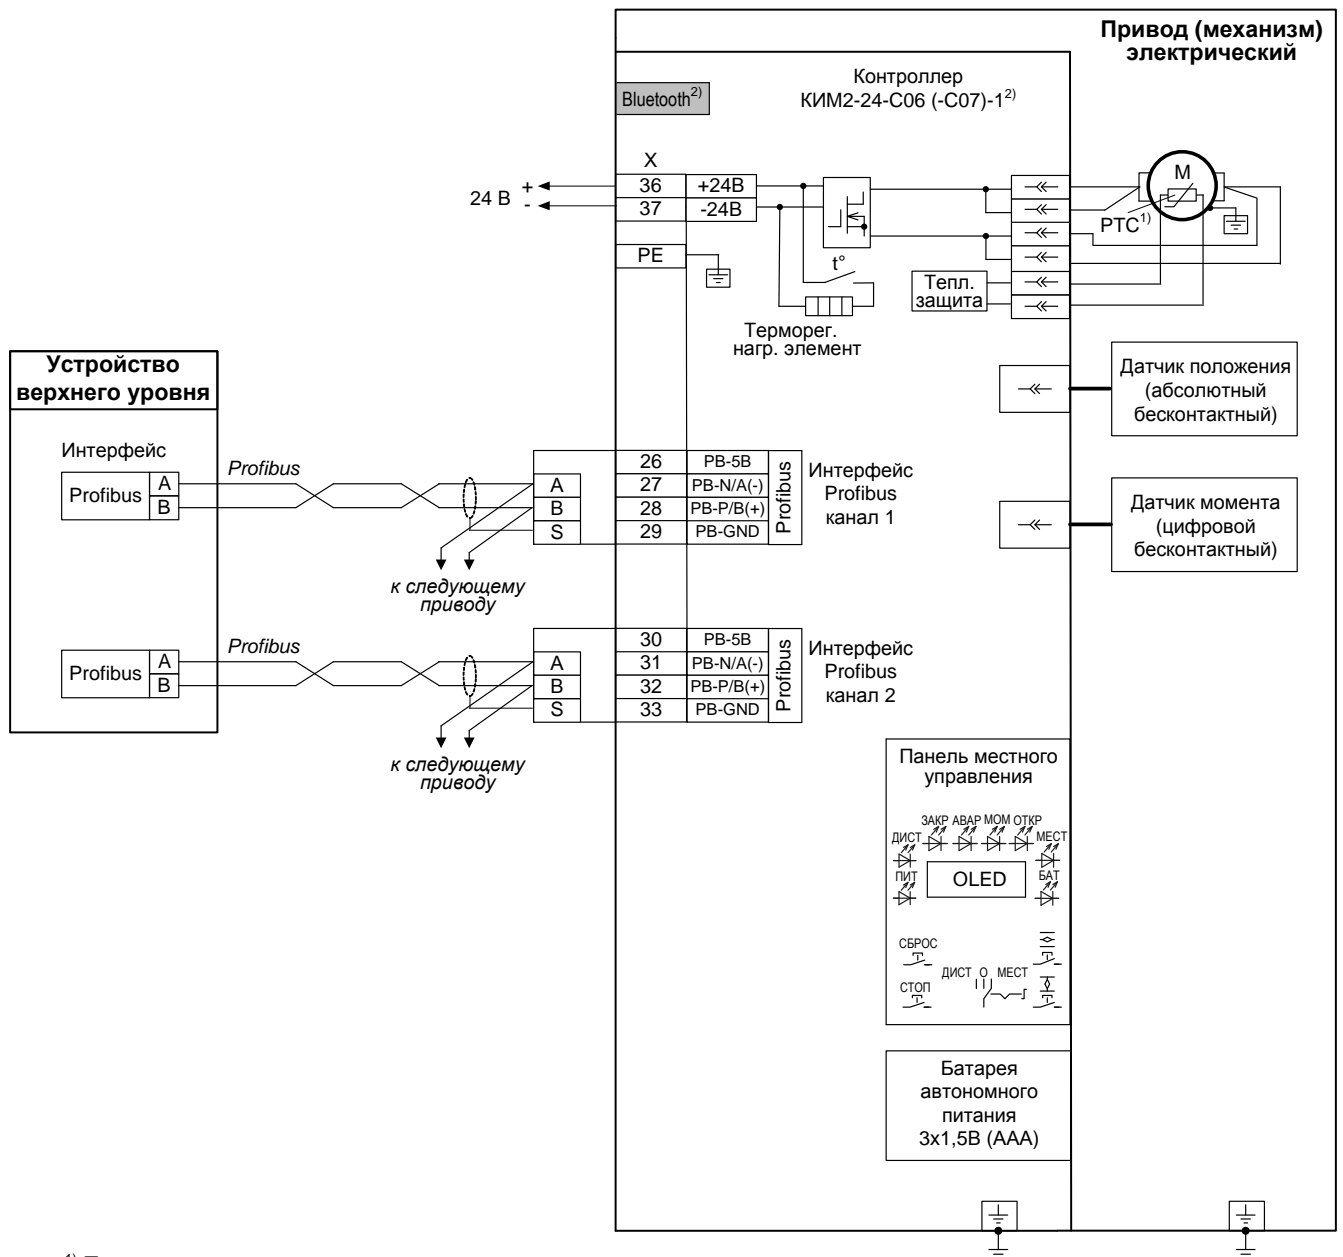 Привод (механизм)
электрический
Контроллер
КИМ2-24-С06 (-С07)-1²⁾
Bluetooth²⁾
X
24 В
+
-
36 +24В
37 -24В
PE
M
PTC¹⁾
t°
Тепл.
защита
Терморег.
нагр. элемент
Датчик положения
(абсолютный
бесконтактный)
Датчик момента
(цифровой
бесконтактный)
Устройство
верхнего уровня
Интерфейс
Profibus
A
B
Profibus
A
B
S
26 PB-5В
27 PB-N/A(-)
28 PB-P/B(+)
29 PB-GND
Profibus
Интерфейс
Profibus
канал 1
к следующему
приводу
Profibus
A
B
Profibus
A
B
S
30 PB-5В
31 PB-N/A(-)
32 PB-P/B(+)
33 PB-GND
Profibus
Интерфейс
Profibus
канал 2
к следующему
приводу
Панель местного
управления
ЗАКР АВАР МОМ ОТКР
ДИСТ МЕСТ
ПИТ OLED БАТ
СБРОС
ДИСТ О МЕСТ
СТОП
Батарея
автономного
питания
3x1,5В (ААА)